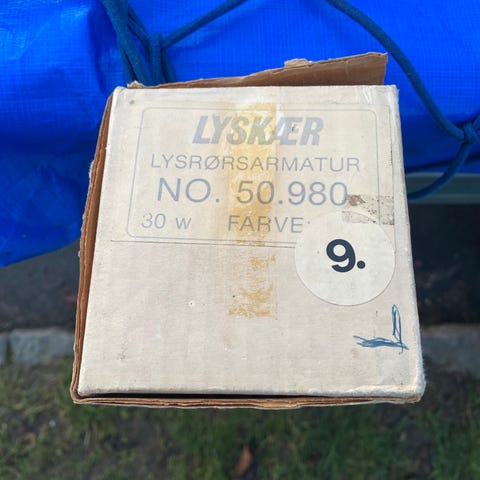 LYSKÆR
LYSRØRSARMATUR
NO. 50.980
30 W FARVE:
9.